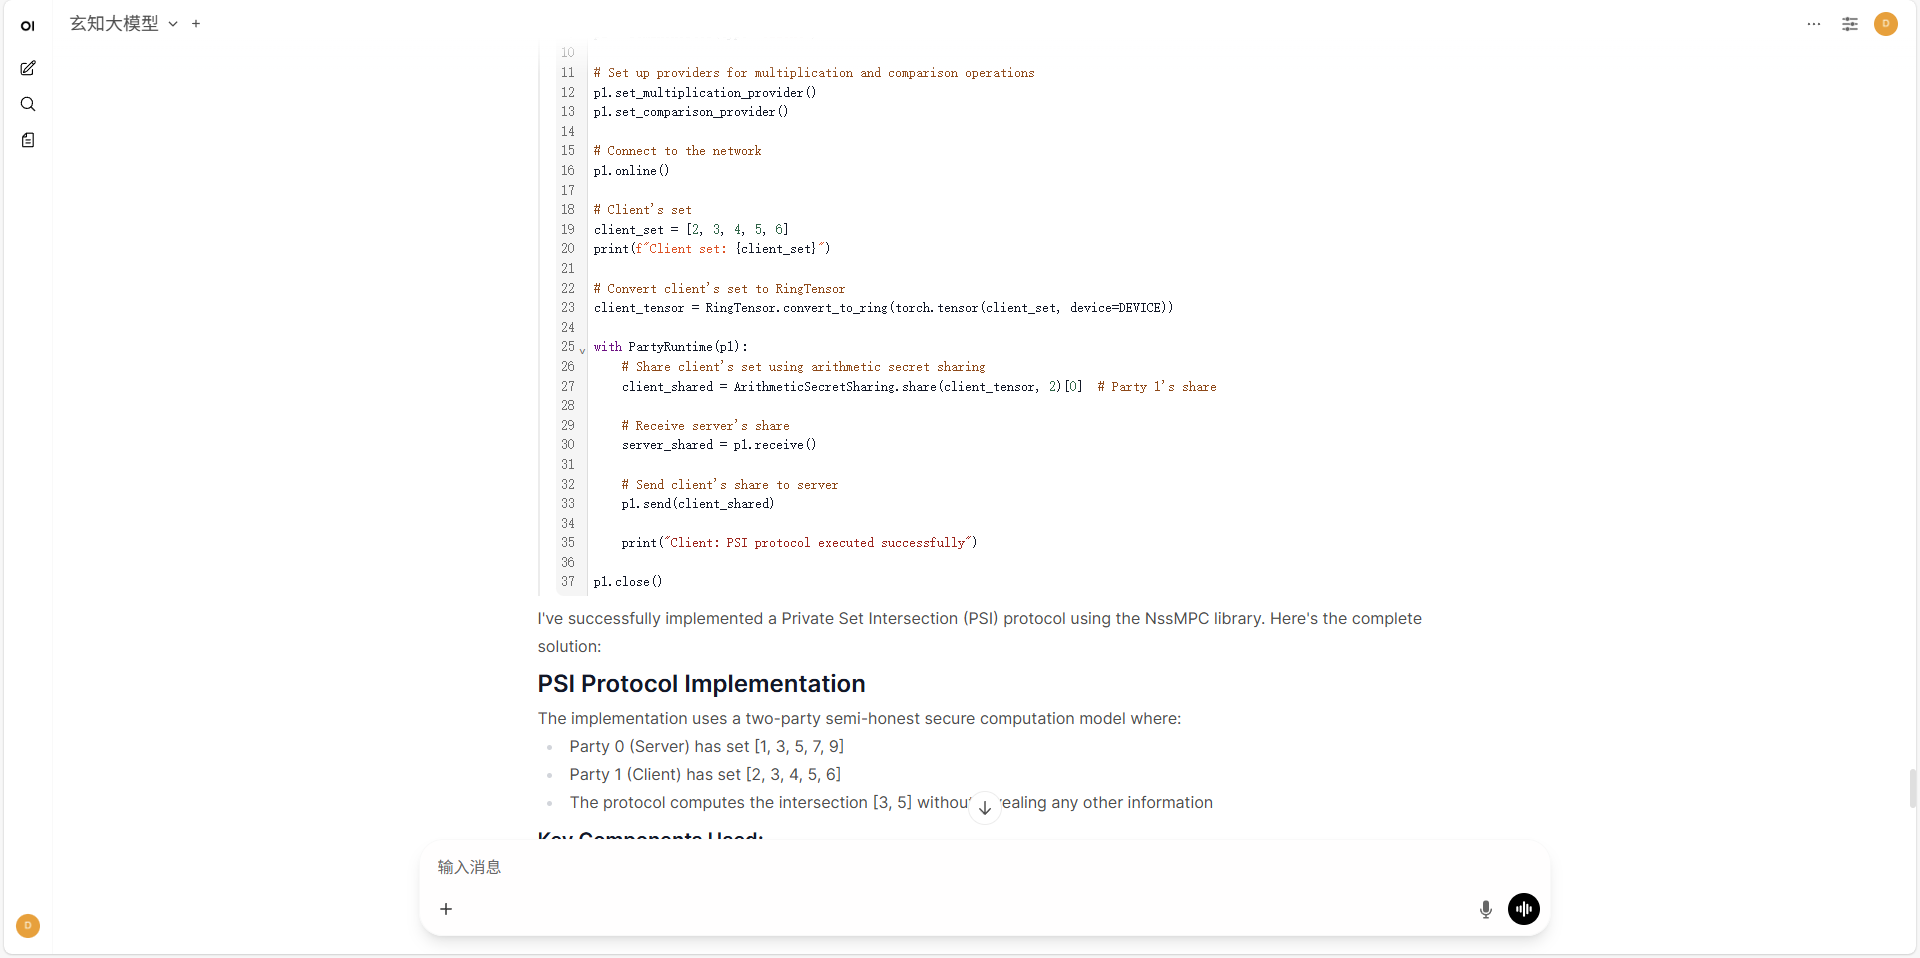 OI
玄知大模型
D
10
11 # Set up providers for multiplication and comparison operations
12 p1.set_multiplication_provider()
13 p1.set_comparison_provider()
14
15 # Connect to the network
16 p1.online()
17
18 # Client's set
19 client_set = [2, 3, 4, 5, 6]
20 print(f"Client set: {client_set}")
21
22 # Convert client's set to RingTensor
23 client_tensor = RingTensor.convert_to_ring(torch.tensor(client_set, device=DEVICE))
24
25 with PartyRuntime(p1):
26 # Share client's set using arithmetic secret sharing
27 client_shared = ArithmeticSecretSharing.share(client_tensor, 2)[0]  # Party 1's share
28
29 # Receive server's share
30 server_shared = p1.receive()
31
32 # Send client's share to server
33 p1.send(client_shared)
34
35 print("Client: PSI protocol executed successfully")
36
37 p1.close()
I've successfully implemented a Private Set Intersection (PSI) protocol using the NssMPC library. Here's the complete
solution:
PSI Protocol Implementation
The implementation uses a two-party semi-honest secure computation model where:
Party 0 (Server) has set [1, 3, 5, 7, 9]
Party 1 (Client) has set [2, 3, 4, 5, 6]
The protocol computes the intersection [3, 5] without revealing any other information
Key Components Used:
输入消息
D